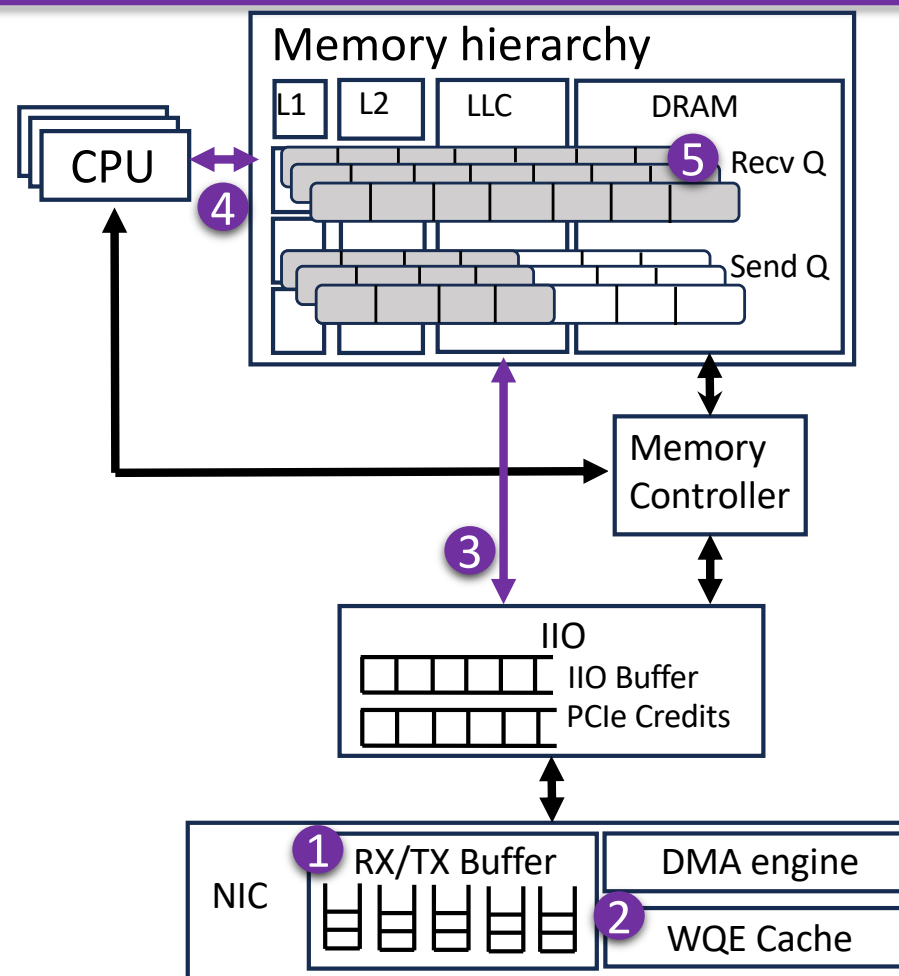 Memory hierarchy
L1 L2 LLC DRAM
CPU
5
Recv Q
4
Send Q
Memory
Controller
3
IIO
IIO Buffer
PCIe Credits
1
RX/TX Buffer
DMA engine
NIC
2
WQE Cache